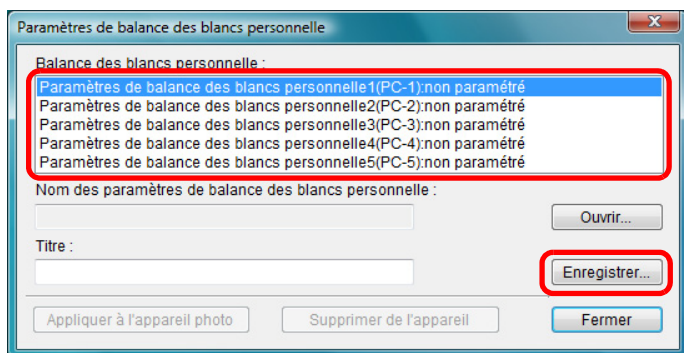 Paramètres de balance des blancs personnelle
Balance des blancs personnelle :
Paramètres de balance des blancs personnelle1(PC-1):non paramétré
Paramètres de balance des blancs personnelle2(PC-2):non paramétré
Paramètres de balance des blancs personnelle3(PC-3):non paramétré
Paramètres de balance des blancs personnelle4(PC-4):non paramétré
Paramètres de balance des blancs personnelle5(PC-5):non paramétré
Nom des paramètres de balance des blancs personnelle :
Ouvrir...
Titre :
Enregistrer...
Appliquer à l'appareil photo Supprimer de l'appareil Fermer